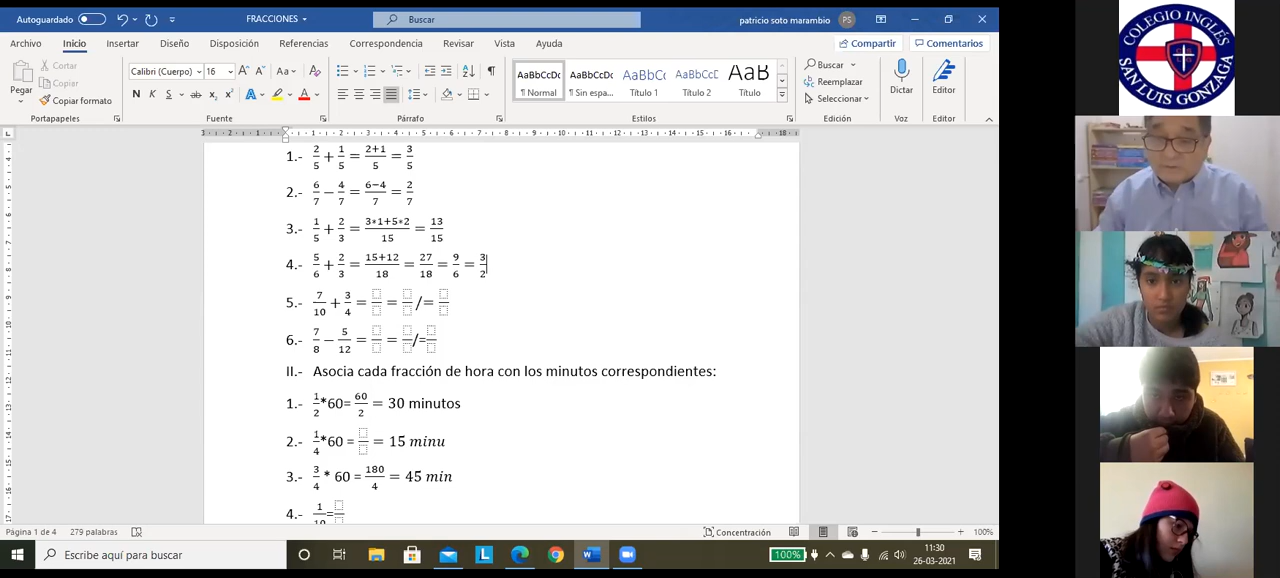 Autoguardado
FRACCIONES
Buscar
patricio soto marambio
PS
Archivo Inicio Insertar Diseño Disposición Referencias Correspondencia Revisar Vista Ayuda
Compartir
Comentarios
Pegar
Cortar
Copiar
Copiar formato
Portapapeles
Calibri (Cuerpo) 16
Fuente
Párrafo
AaBbCcDc
¶ Normal
AaBbCcDc
¶ Sin espa...
AaBbCc
Título 1
AaBbCcD
Título 2
AaB
Título
Estilos
Buscar
Reemplazar
Seleccionar
Edición
Dictar
Voz
Editor
Editor
1.- 2/5 + 1/5 = 2+1/5 = 3/5
2.- 6/7 − 4/7 = 6−4/7 = 2/7
3.- 1/5 + 2/3 = 3*1+5*2/15 = 13/15
4.- 5/6 + 2/3 = 15+12/18 = 27/18 = 9/6 = 3/2
5.- 7/10 + 3/4 = = /=
6.- 7/8 − 5/12 = = /=
II.- Asocia cada fracción de hora con los minutos correspondientes:
1.- 1/2*60= 60/2 = 30 minutos
2.- 1/4*60 = = 15 minu
3.- 3/4 * 60 = 180/4 = 45 min
4.- 1/10=
Página 1 de 4 279 palabras
Concentración
100%
Escribe aquí para buscar
100%
11:30
26-03-2021
COLEGIO INGLÉS
SAN LUIS GONZAGA